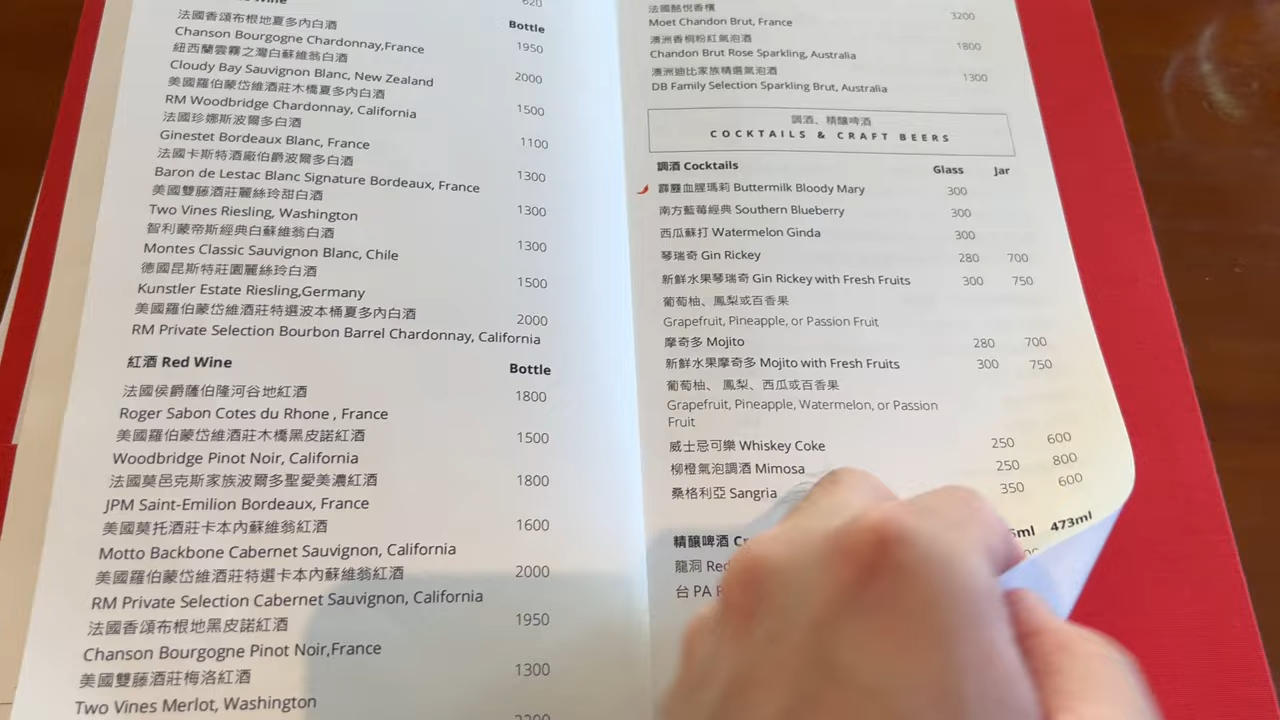 620
法國香頌布根地夏多內白酒
Bottle
Chanson Bourgogne Chardonnay,France 1950
紐西蘭雲霧之灣白蘇維翁白酒
Cloudy Bay Sauvignon Blanc, New Zealand 2000
美國羅伯蒙岱維酒莊木橋夏多內白酒
RM Woodbridge Chardonnay, California 1500
法國珍娜斯波爾多白酒
Ginestet Bordeaux Blanc, France 1100
法國卡斯特酒廠伯爵波爾多白酒
Baron de Lestac Blanc Signature Bordeaux, France 1300
美國雙藤酒莊麗絲玲甜白酒
Two Vines Riesling, Washington 1300
智利蒙帝斯經典白蘇維翁白酒
Montes Classic Sauvignon Blanc, Chile 1300
德國昆斯特莊園麗絲玲白酒
Kunstler Estate Riesling,Germany 1500
美國羅伯蒙岱維酒莊特選波本桶夏多內白酒
RM Private Selection Bourbon Barrel Chardonnay, California 2000
紅酒 Red Wine Bottle
法國侯爵薩伯隆河谷地紅酒
Roger Sabon Cotes du Rhone , France 1800
美國羅伯蒙岱維酒莊木橋黑皮諾紅酒
Woodbridge Pinot Noir, California 1500
法國莫邑克斯家族波爾多聖愛美濃紅酒
JPM Saint-Emilion Bordeaux, France 1800
美國莫托酒莊卡本內蘇維翁紅酒
Motto Backbone Cabernet Sauvignon, California 1600
美國羅伯蒙岱維酒莊特選卡本內蘇維翁紅酒
RM Private Selection Cabernet Sauvignon, California 2000
法國香頌布根地黑皮諾紅酒
Chanson Bourgogne Pinot Noir,France 1950
美國雙藤酒莊梅洛紅酒
Two Vines Merlot, Washington 1300
法國酩悅香檳
Moet Chandon Brut, France 3200
澳洲香桐粉紅氣泡酒
Chandon Brut Rose Sparkling, Australia 1800
澳洲迪比家族精選氣泡酒
DB Family Selection Sparkling Brut, Australia 1300
調酒、精釀啤酒
COCKTAILS & CRAFT BEERS
調酒 Cocktails Glass Jar
霹靂血腥瑪莉 Buttermilk Bloody Mary 300
南方藍莓經典 Southern Blueberry 300
西瓜蘇打 Watermelon Ginda 300
琴瑞奇 Gin Rickey 280 700
新鮮水果琴瑞奇 Gin Rickey with Fresh Fruits 300 750
葡萄柚、鳳梨或百香果
Grapefruit, Pineapple, or Passion Fruit
摩奇多 Mojito 280 700
新鮮水果摩奇多 Mojito with Fresh Fruits 300 750
葡萄柚、 鳳梨、西瓜或百香果
Grapefruit, Pineapple, Watermelon, or Passion
Fruit
威士忌可樂 Whiskey Coke 250 600
柳橙氣泡調酒 Mimosa 250 800
桑格利亞 Sangria 350 600
精釀啤酒 473ml
龍洞 Red
台 PA